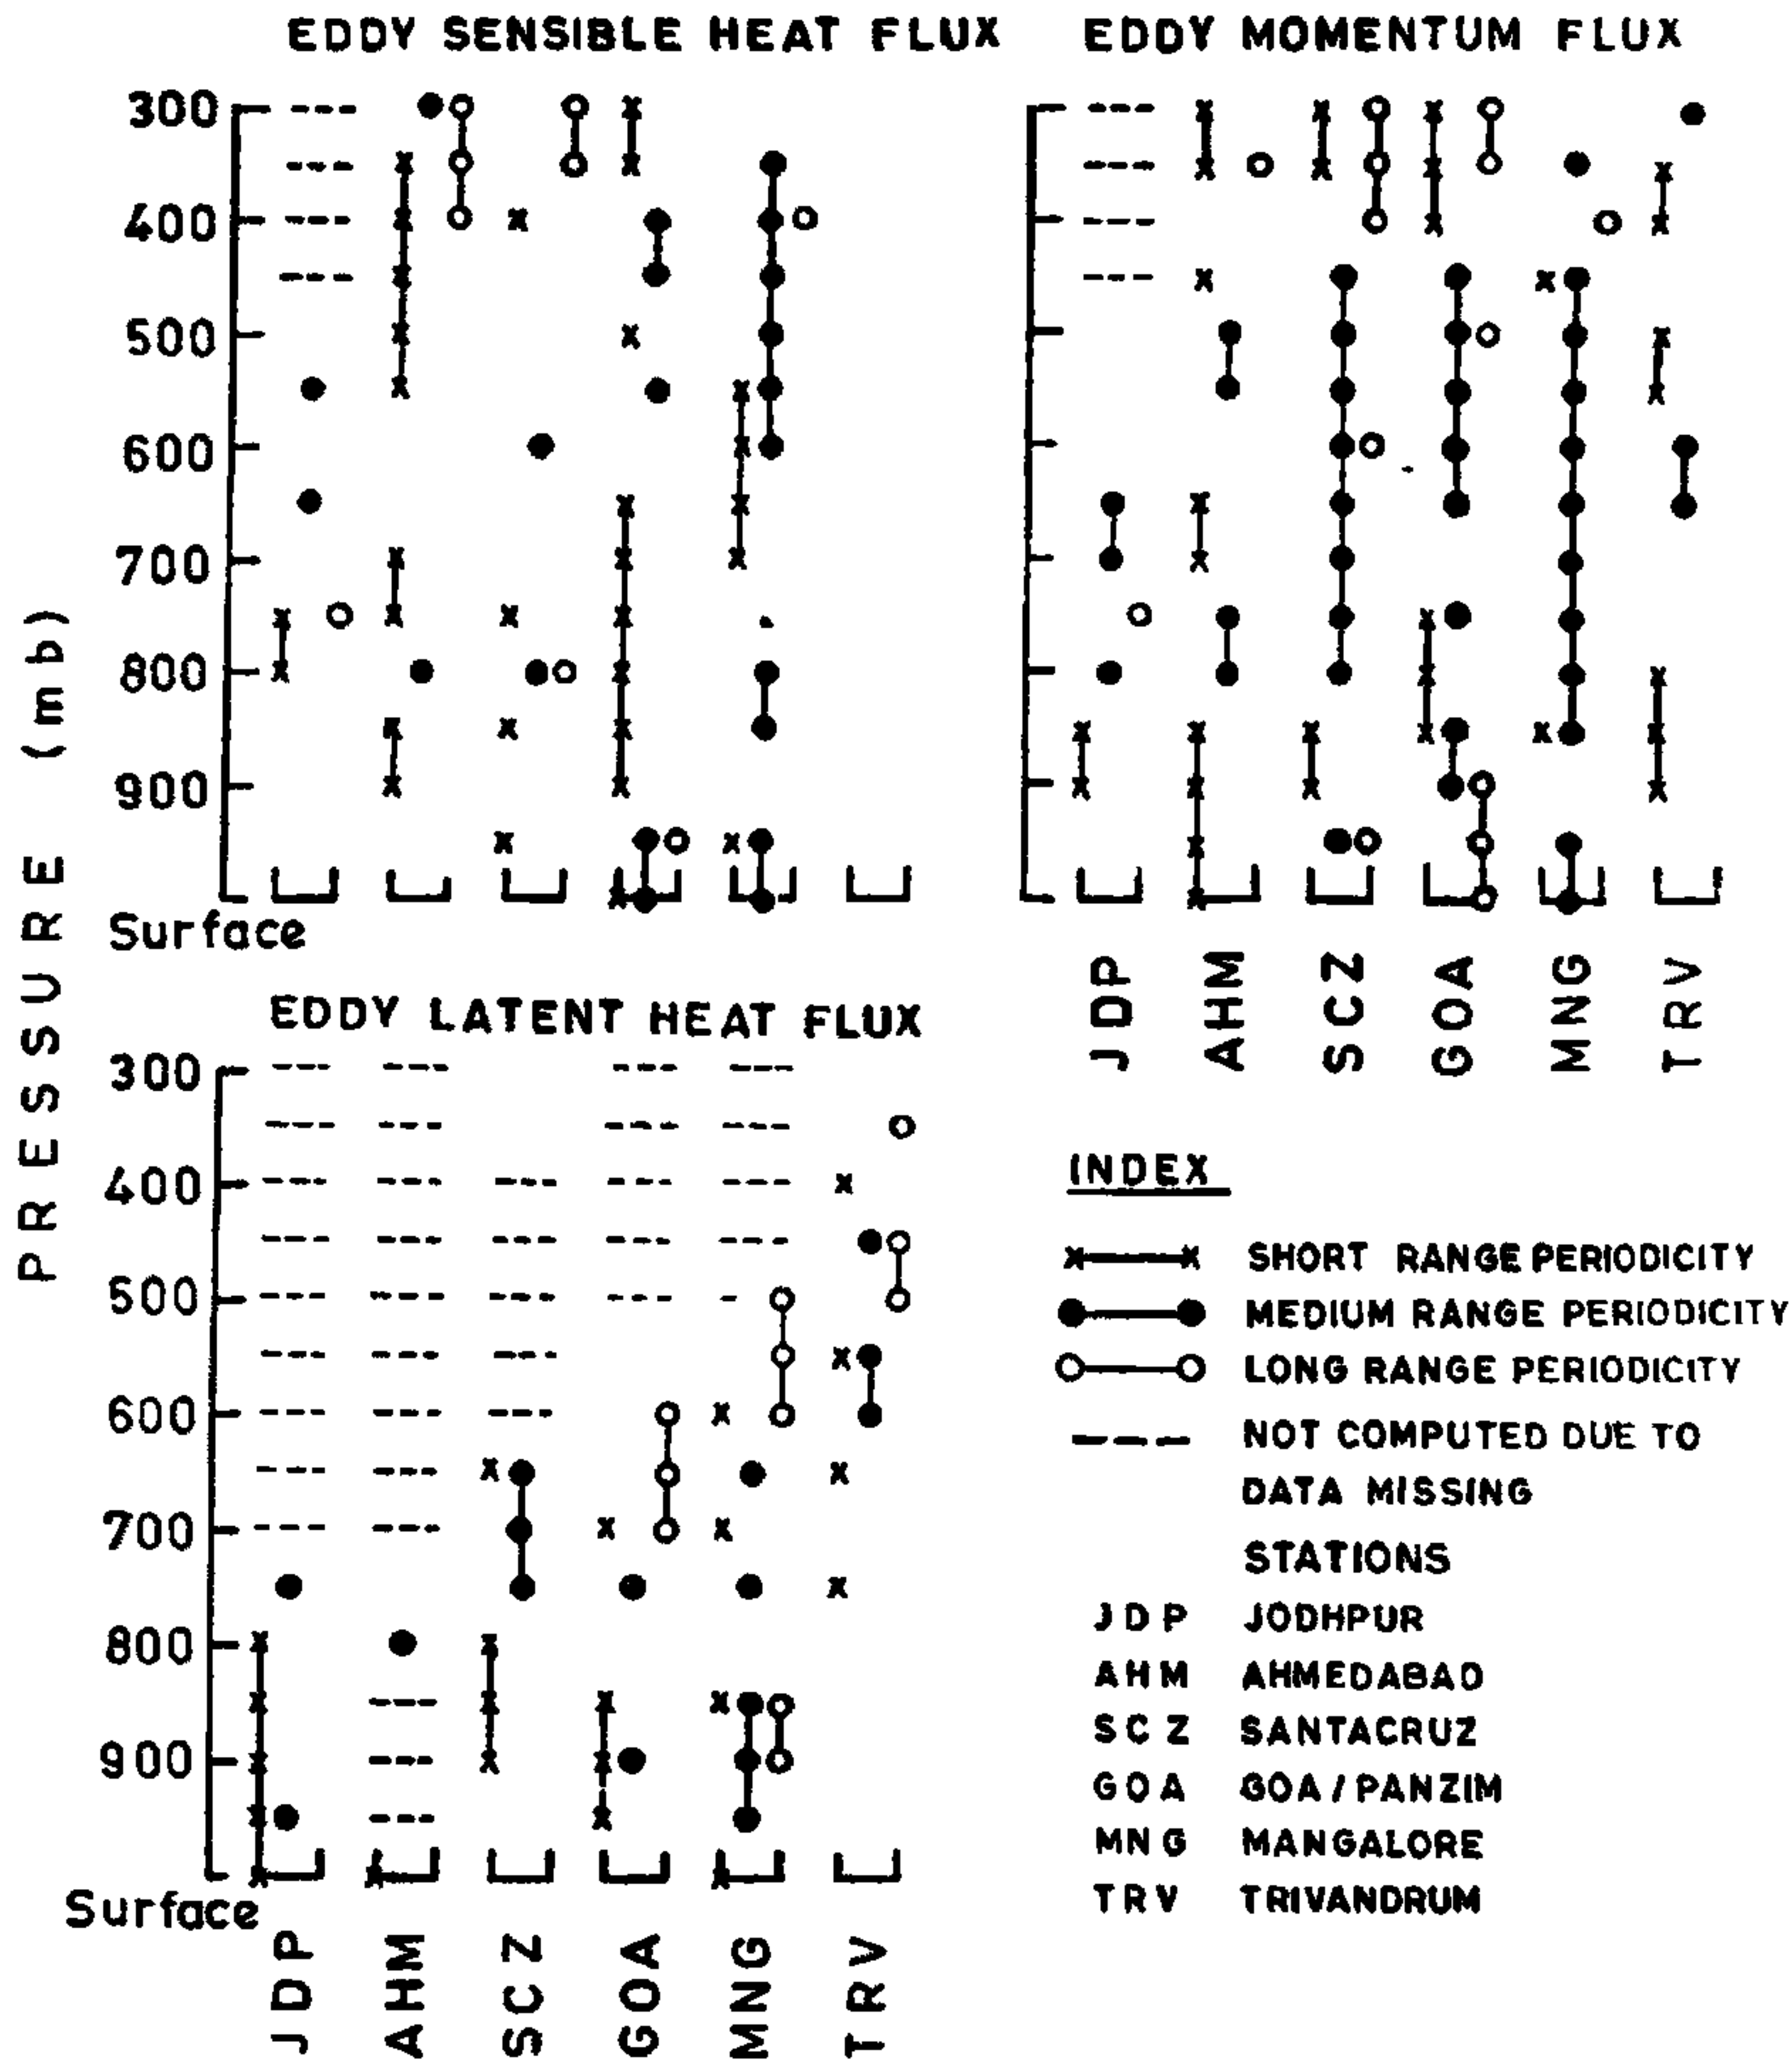 EDDY SENSIBLE HEAT FLUX
300
400
500
600
700
800
900
Surface
EDDY MOMENTUM FLUX
JDP
AHM
SCZ
GOA
MNG
TRV
PRESSURE (mb)
EDDY LATENT HEAT FLUX
300
400
500
600
700
800
900
Surface
JDP
AHM
SCZ
GOA
MNG
TRV
INDEX
SHORT RANGE PERIODICITY
MEDIUM RANGE PERIODICITY
LONG RANGE PERIODICITY
NOT COMPUTED DUE TO
DATA MISSING
STATIONS
JDP JODHPUR
AHM AHMEDABAD
SCZ SANTACRUZ
GOA GOA/PANZIM
MNG MANGALORE
TRV TRIVANDRUM